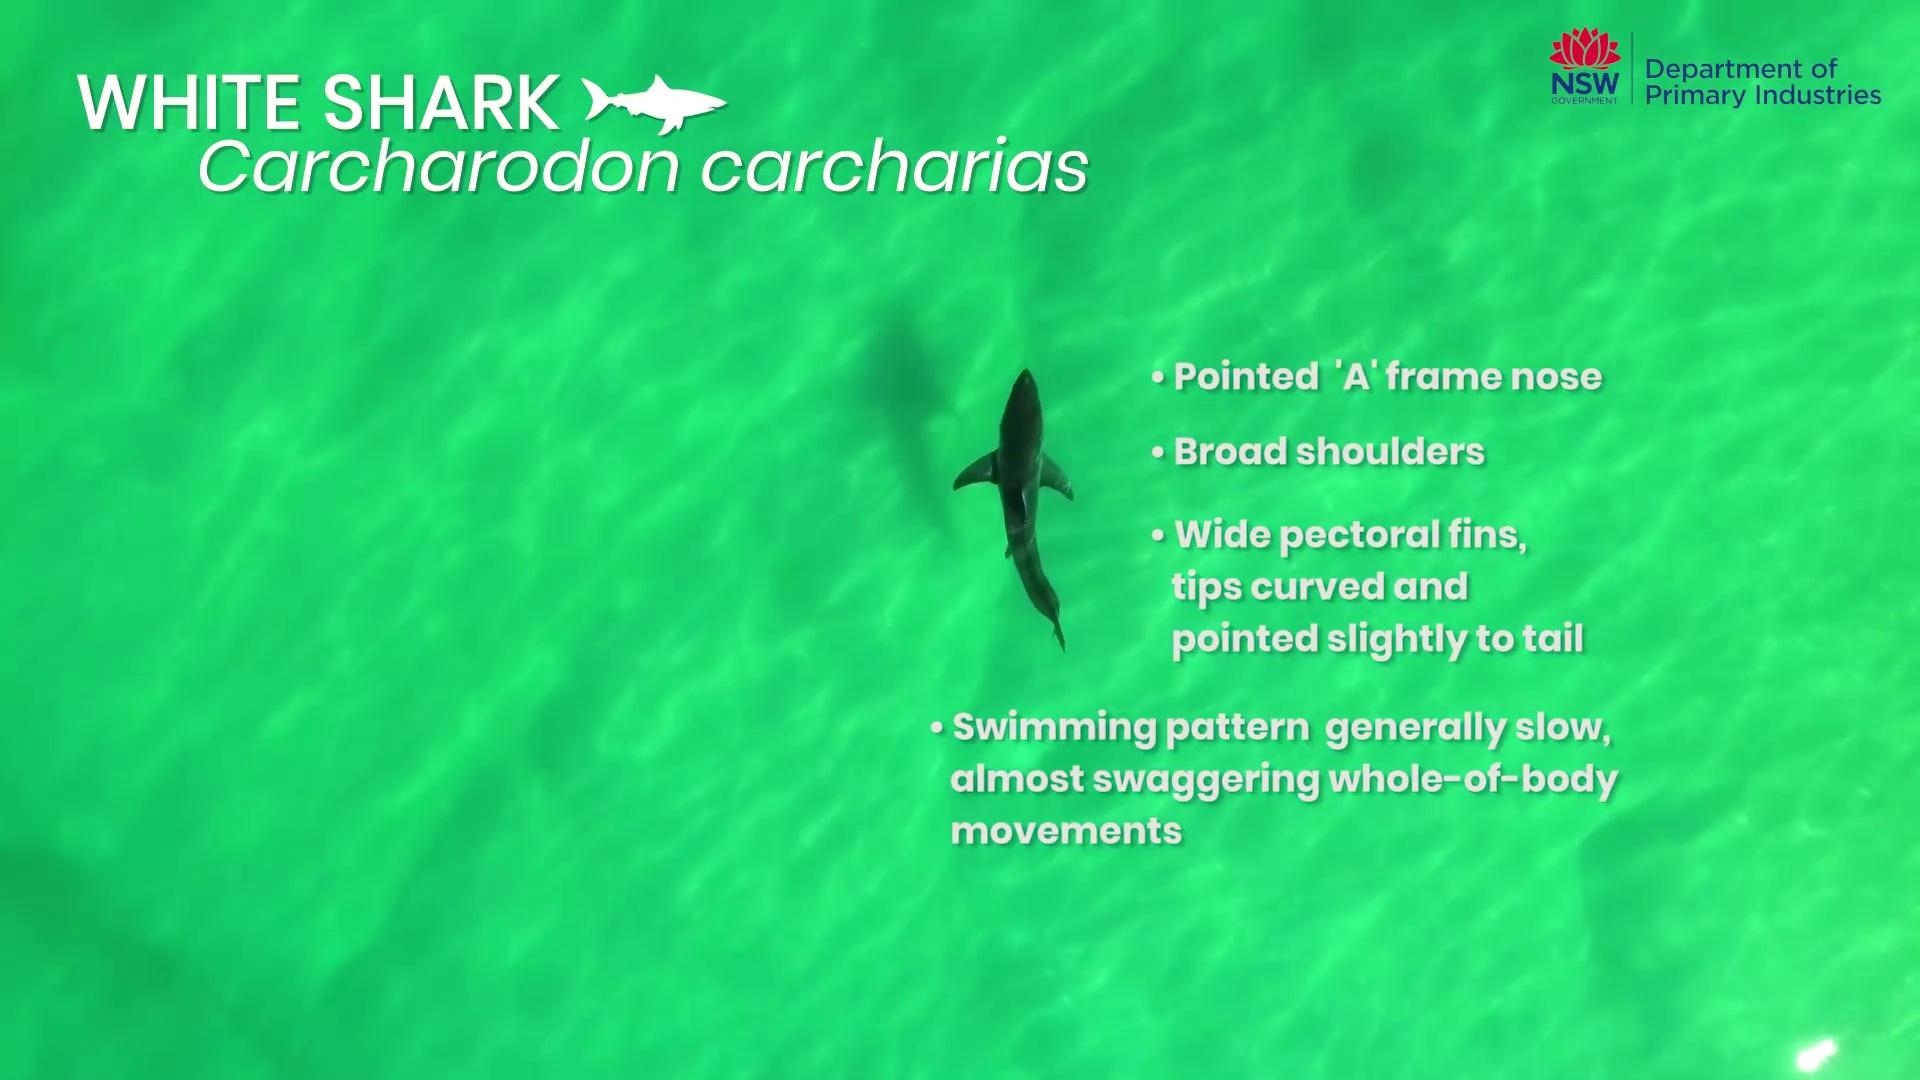 WHITE SHARK
Carcharodon carcharias
NSW
GOVERNMENT
Department of
Primary Industries
• Pointed 'A' frame nose
• Broad shoulders
• Wide pectoral fins,
tips curved and
pointed slightly to tail
• Swimming pattern generally slow,
almost swaggering whole-of-body
movements